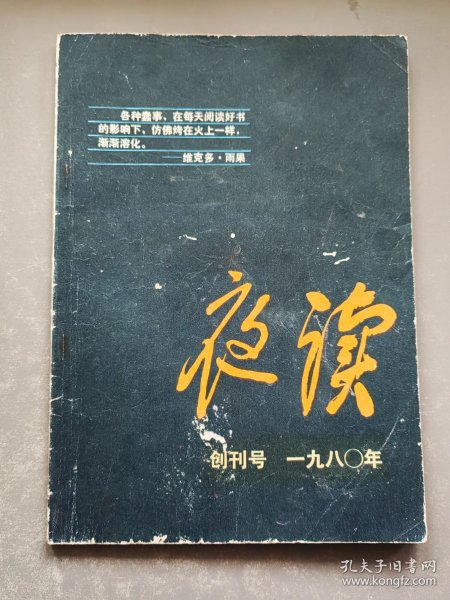 各种蠢事，在每天阅读好书
的影响下，仿佛烤在火上一样，
渐渐溶化。
——维克多·雨果
夜读
创刊号 一九八〇年
孔夫子旧书网
www.kongfz.com